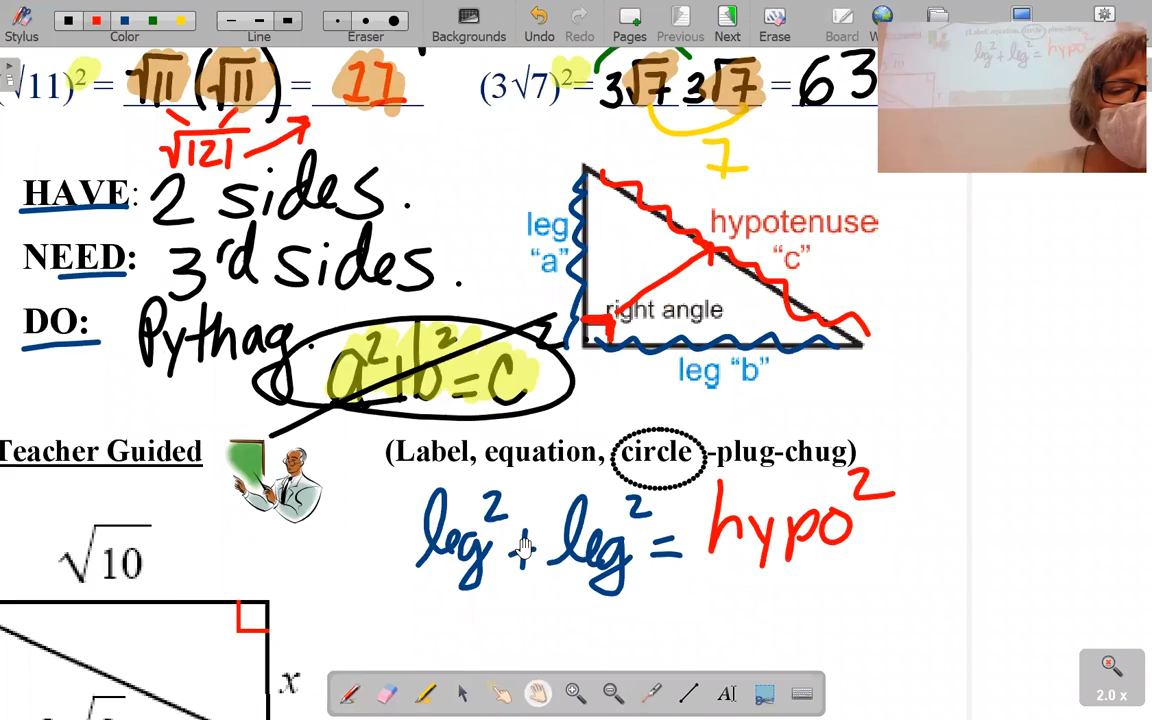 Stylus Color Line Eraser Backgrounds Undo Redo Pages Previous Next Erase Board
√11)² = √11 (√11) = 11
√121
(3√7)² = 3√7 3√7 = 63
7
HAVE: 2 sides.
NEED: 3rd sides.
DO: Pythag.
a² + b² = c
leg "a"
hypotenuse "c"
right angle
leg "b"
Teacher Guided
(Label, equation, circle -plug-chug)
leg² + leg² = hypo²
√10
x
2.0 x